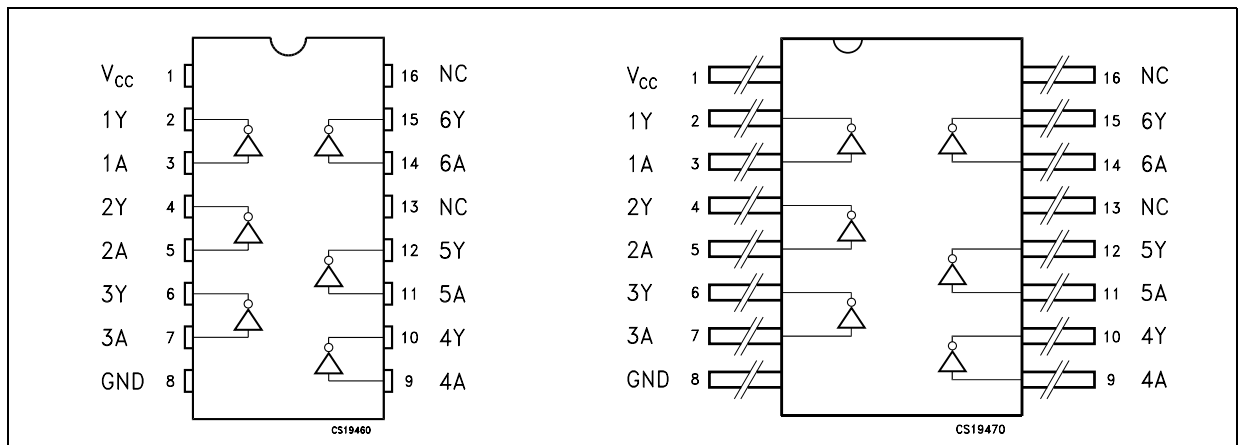 V_CC 1 16 NC
1Y 2 15 6Y
1A 3 14 6A
2Y 4 13 NC
2A 5 12 5Y
3Y 6 11 5A
3A 7 10 4Y
GND 8 9 4A
CS19460
V_CC 1 16 NC
1Y 2 15 6Y
1A 3 14 6A
2Y 4 13 NC
2A 5 12 5Y
3Y 6 11 5A
3A 7 10 4Y
GND 8 9 4A
CS19470